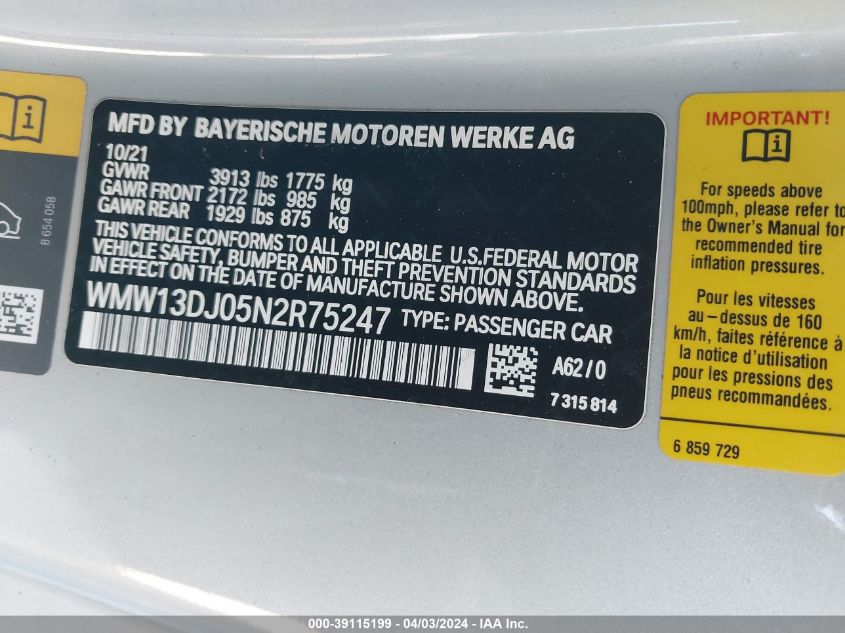 8 654 058
MFD BY BAYERISCHE MOTOREN WERKE AG
10/21
GVWR 3913 lbs 1775 kg
GAWR FRONT 2172 lbs 985 kg
GAWR REAR 1929 lbs 875 kg
THIS VEHICLE CONFORMS TO ALL APPLICABLE U.S.FEDERAL MOTOR
VEHICLE SAFETY, BUMPER AND THEFT PREVENTION STANDARDS
IN EFFECT ON THE DATE OF MANUFACTURE SHOWN ABOVE.
WMW13DJ05N2R75247 TYPE: PASSENGER CAR
A62/0
7 315 814
IMPORTANT!
For speeds above
100mph, please refer to
the Owner's Manual for
recommended tire
inflation pressures.
Pour les vitesses
au-dessus de 160
km/h, faites référence à
la notice d'utilisation
pour les pressions des
pneus recommandées.
6 859 729
000-39115199 - 04/03/2024 - IAA Inc.